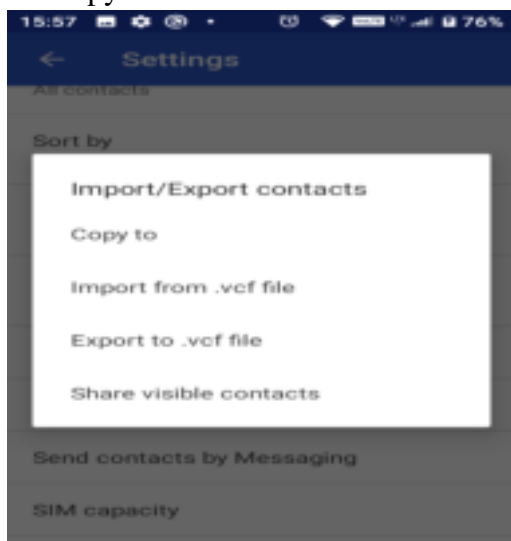 15:57 76%
Settings
All contacts
Sort by
Import/Export contacts
Copy to
Import from .vcf file
Export to .vcf file
Share visible contacts
Send contacts by Messaging
SIM capacity